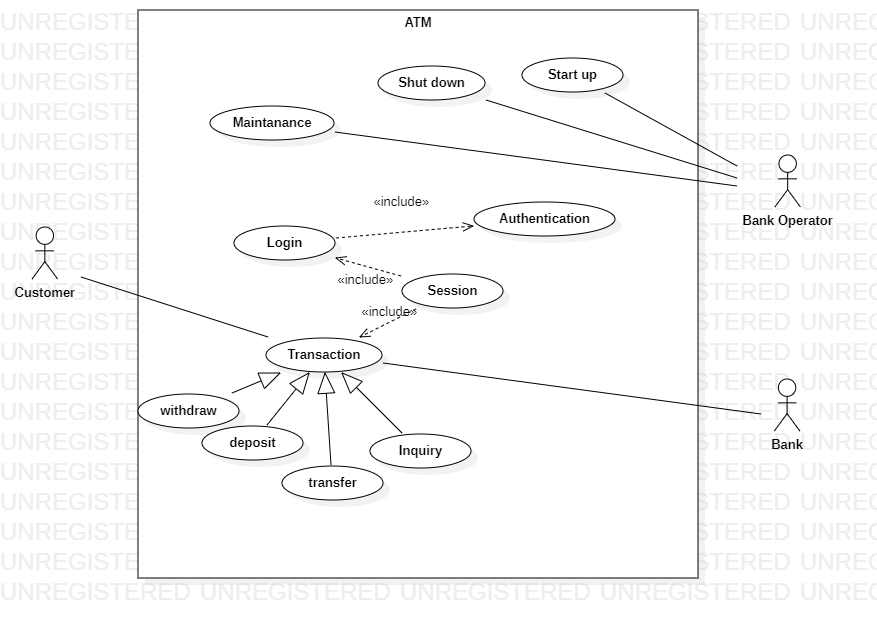 ATM
Start up
Shut down
Maintanance
«include»
Authentication
Bank Operator
Login
«include»
Session
Customer
«include»
Transaction
withdraw
deposit
Inquiry
transfer
Bank
UNREGISTERED UNREGISTERED UNREGISTERED UNREGISTERED UNREG